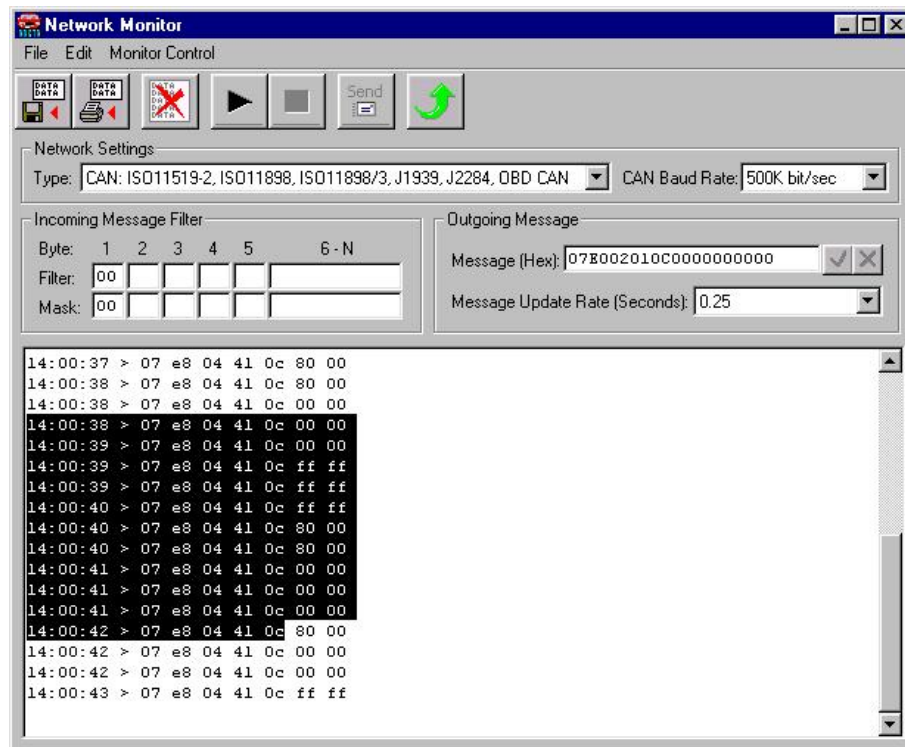 Network Monitor
File Edit Monitor Control
DATA DATA
DATA DATA
DATA DATA DATA DATA DATA
Send
Network Settings
Type: CAN: ISO11519-2, ISO11898, ISO11898/3, J1939, J2284, OBD CAN CAN Baud Rate: 500K bit/sec
Incoming Message Filter
Byte: 1 2 3 4 5 6 - N
Filter: 00
Mask: 00
Outgoing Message
Message (Hex): 07E002010C0000000000
Message Update Rate (Seconds): 0.25
14:00:37 > 07 e8 04 41 0c 80 00
14:00:38 > 07 e8 04 41 0c 80 00
14:00:38 > 07 e8 04 41 0c 00 00
14:00:38 > 07 e8 04 41 0c 00 00
14:00:39 > 07 e8 04 41 0c 00 00
14:00:39 > 07 e8 04 41 0c ff ff
14:00:39 > 07 e8 04 41 0c ff ff
14:00:40 > 07 e8 04 41 0c ff ff
14:00:40 > 07 e8 04 41 0c 80 00
14:00:40 > 07 e8 04 41 0c 80 00
14:00:41 > 07 e8 04 41 0c 00 00
14:00:41 > 07 e8 04 41 0c 00 00
14:00:41 > 07 e8 04 41 0c 00 00
14:00:42 > 07 e8 04 41 0c 80 00
14:00:42 > 07 e8 04 41 0c 00 00
14:00:42 > 07 e8 04 41 0c 00 00
14:00:43 > 07 e8 04 41 0c ff ff